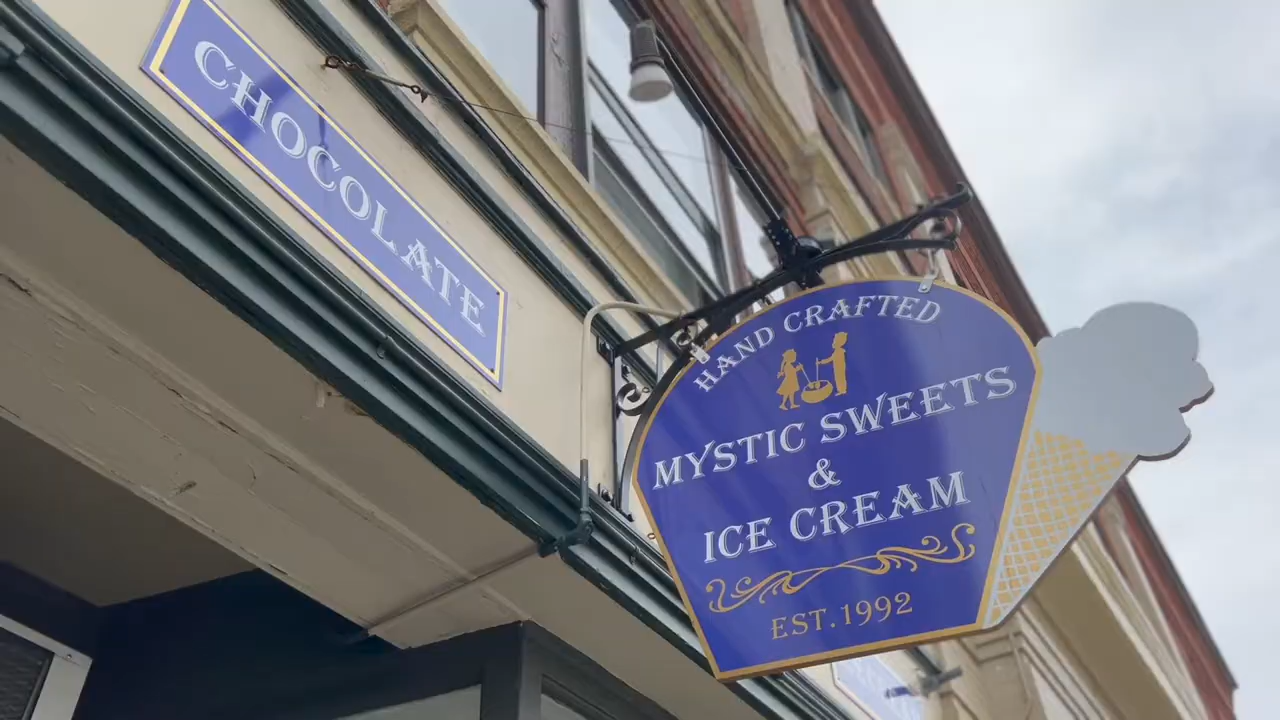 CHOCOLATE
HAND CRAFTED
MYSTIC SWEETS
&
ICE CREAM
EST. 1992